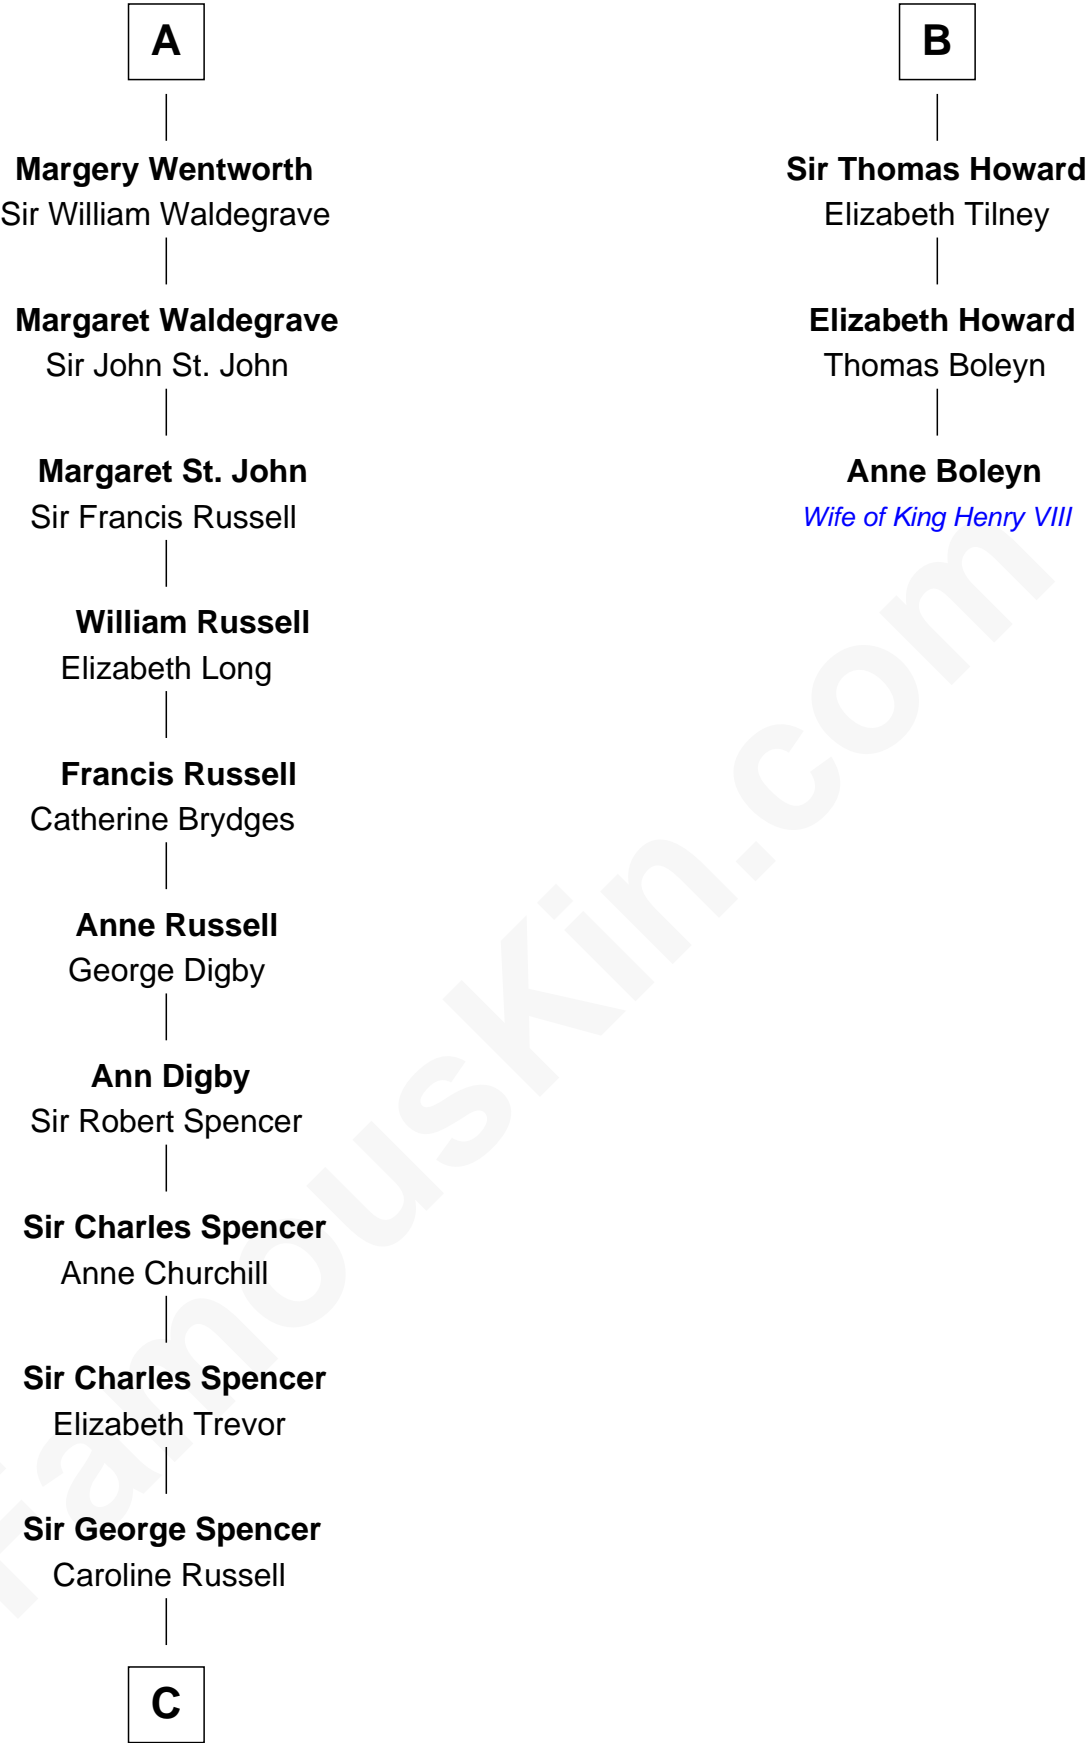 A
Margery Wentworth
Sir William Waldegrave
Margaret Waldegrave
Sir John St. John
Margaret St. John
Sir Francis Russell
William Russell
Elizabeth Long
Francis Russell
Catherine Brydges
Anne Russell
George Digby
Ann Digby
Sir Robert Spencer
Sir Charles Spencer
Anne Churchill
Sir Charles Spencer
Elizabeth Trevor
Sir George Spencer
Caroline Russell
C
B
Sir Thomas Howard
Elizabeth Tilney
Elizabeth Howard
Thomas Boleyn
Anne Boleyn
Wife of King Henry VIII
FamousKin.com